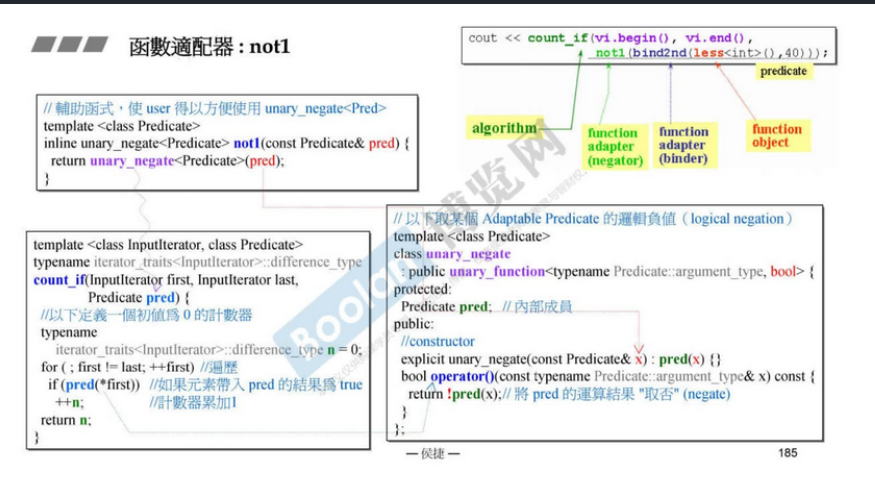 函數適配器 : not1
cout << count_if(vi.begin(), vi.end(),
not1(bind2nd(less<int>(),40)));
predicate
algorithm
function
adapter
(negator)
function
adapter
(binder)
function
object
// 輔助函式，使 user 得以方便使用 unary_negate<Pred>
template <class Predicate>
inline unary_negate<Predicate> not1(const Predicate& pred) {
return unary_negate<Predicate>(pred);
}
template <class InputIterator, class Predicate>
typename iterator_traits<InputIterator>::difference_type
count_if(InputIterator first, InputIterator last,
Predicate pred) {
//以下定義一個初值爲 0 的計數器
typename
iterator_traits<InputIterator>::difference_type n = 0;
for ( ; first != last; ++first) //遍歷
if (pred(*first)) //如果元素帶入 pred 的結果爲 true
++n; //計數器累加1
return n;
}
// 以下取某個 Adaptable Predicate 的邏輯負值（logical negation）
template <class Predicate>
class unary_negate
: public unary_function<typename Predicate::argument_type, bool> {
protected:
Predicate pred; // 內部成員
public:
//constructor
explicit unary_negate(const Predicate& x) : pred(x) {}
bool operator()(const typename Predicate::argument_type& x) const {
return !pred(x);// 將 pred 的運算結果 "取否" (negate)
}
};
Boolan 博览网
— 侯捷 —
185